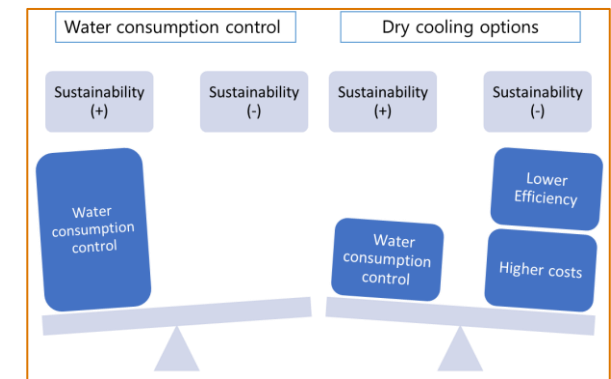 Water consumption control
Dry cooling options
Sustainability
(+)
Sustainability
(-)
Sustainability
(+)
Sustainability
(-)
Water
consumption
control
Water
consumption
control
Lower
Efficiency
Higher costs